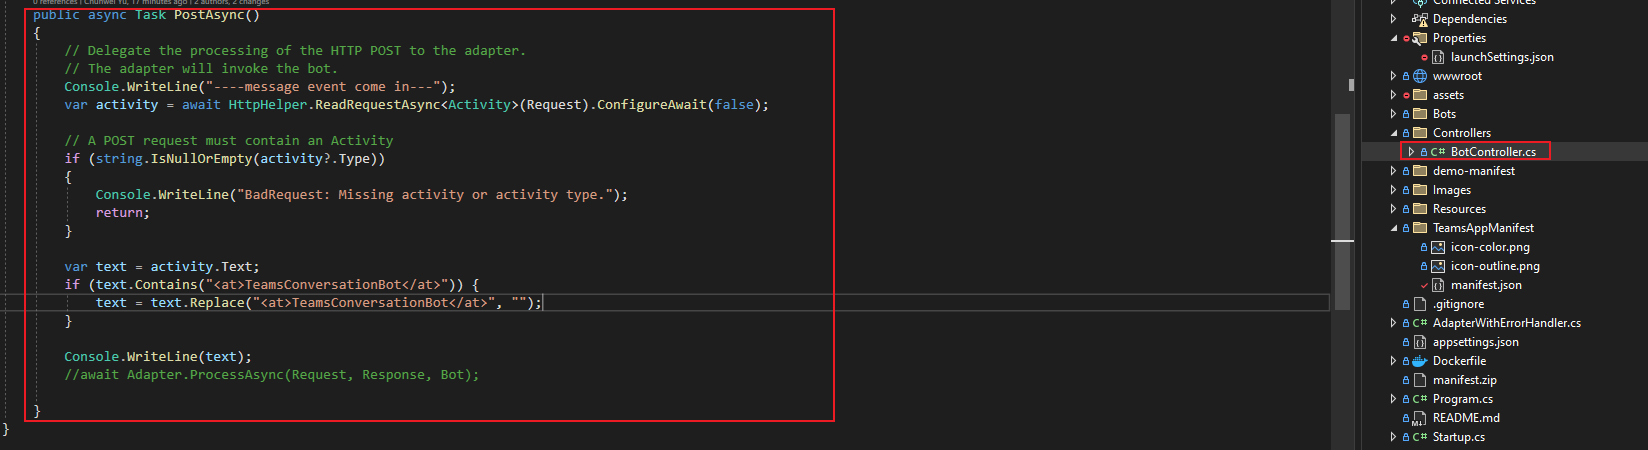 0 references | Chunwei Yu, 17 minutes ago | 2 authors, 2 changes
public async Task PostAsync()
{
// Delegate the processing of the HTTP POST to the adapter.
// The adapter will invoke the bot.
Console.WriteLine("----message event come in---");
var activity = await HttpHelper.ReadRequestAsync<Activity>(Request).ConfigureAwait(false);
// A POST request must contain an Activity
if (string.IsNullOrEmpty(activity?.Type))
{
Console.WriteLine("BadRequest: Missing activity or activity type.");
return;
}
var text = activity.Text;
if (text.Contains("<at>TeamsConversationBot</at>")) {
text = text.Replace("<at>TeamsConversationBot</at>", "");
}
Console.WriteLine(text);
//await Adapter.ProcessAsync(Request, Response, Bot);
}
}
Connected Services
Dependencies
Properties
launchSettings.json
wwwroot
assets
Bots
Controllers
C# BotController.cs
demo-manifest
Images
Resources
TeamsAppManifest
icon-color.png
icon-outline.png
manifest.json
.gitignore
C# AdapterWithErrorHandler.cs
appsettings.json
Dockerfile
manifest.zip
C# Program.cs
README.md
C# Startup.cs